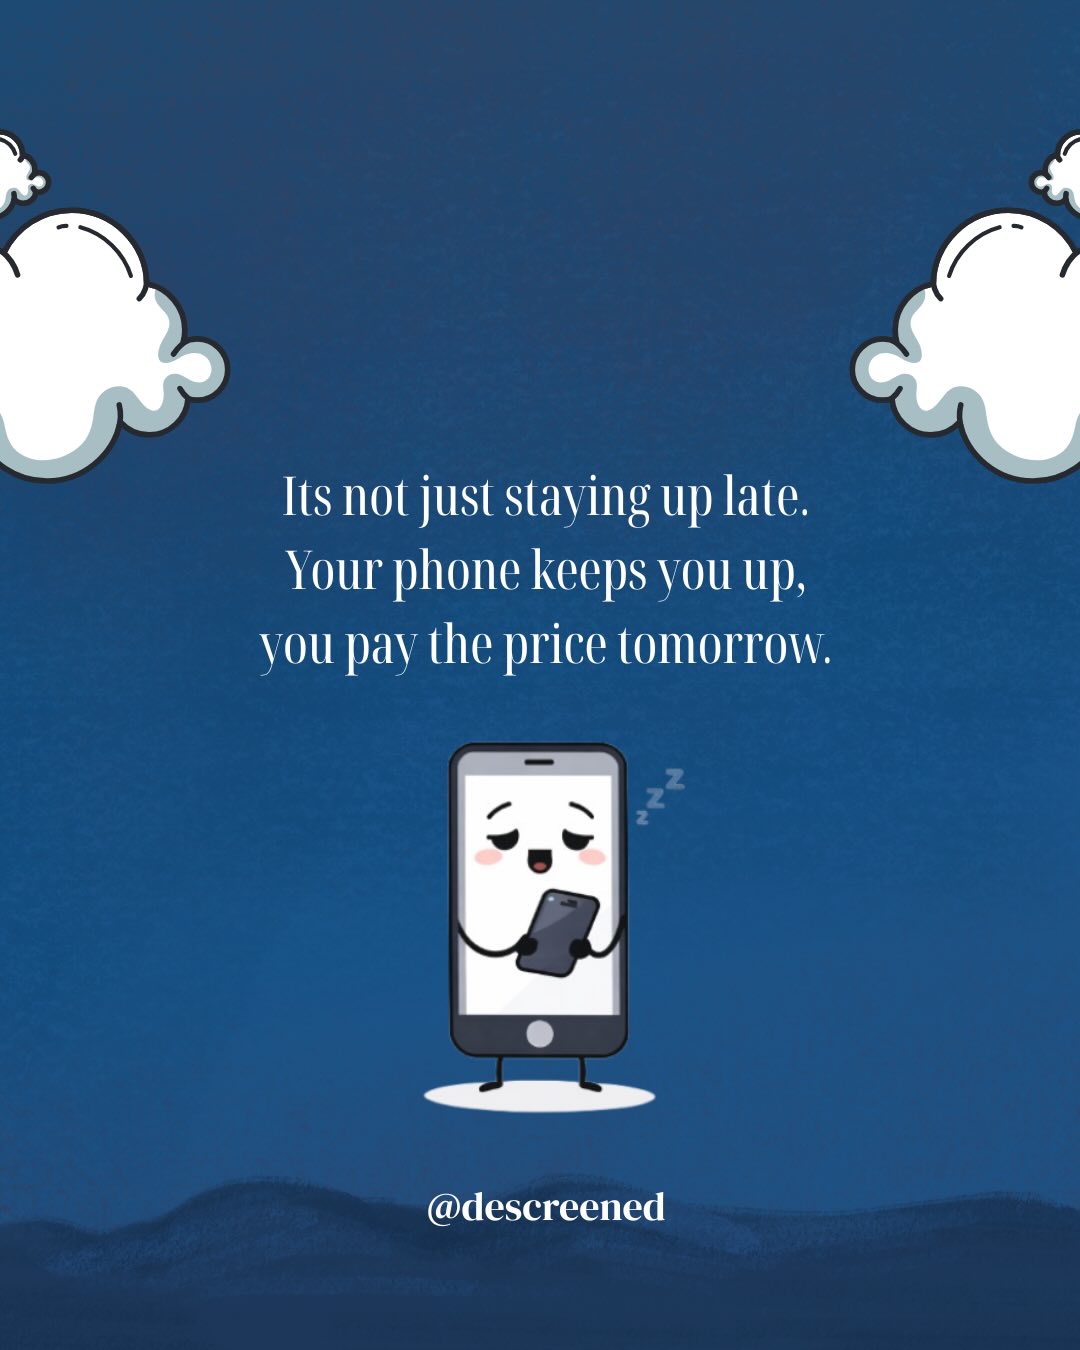 Its not just staying up late.
Your phone keeps you up,
you pay the price tomorrow.
z z z
@descreened